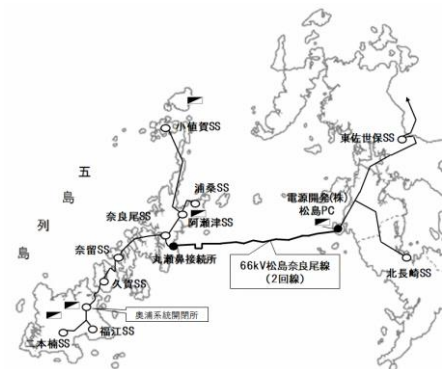 小値賀SS
浦桑SS
五島列島
奈良尾SS
阿瀬津SS
奈留SS
丸瀬鼻接続所
久賀SS
奥浦系統開閉所
二本楠SS
福江SS
66kV松島奈良尾線
(2回線)
電源開発(株)
松島PC
東佐世保SS
北長崎SS